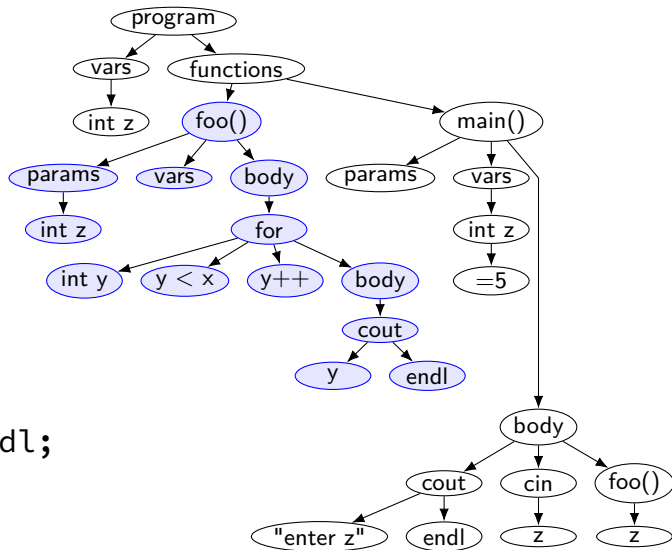 program
vars functions
int z foo() main()
params vars body params vars
int z for int z
int y y < x y++ body =5
cout
y endl
body
dl;
cout cin foo()
"enter z" endl z z